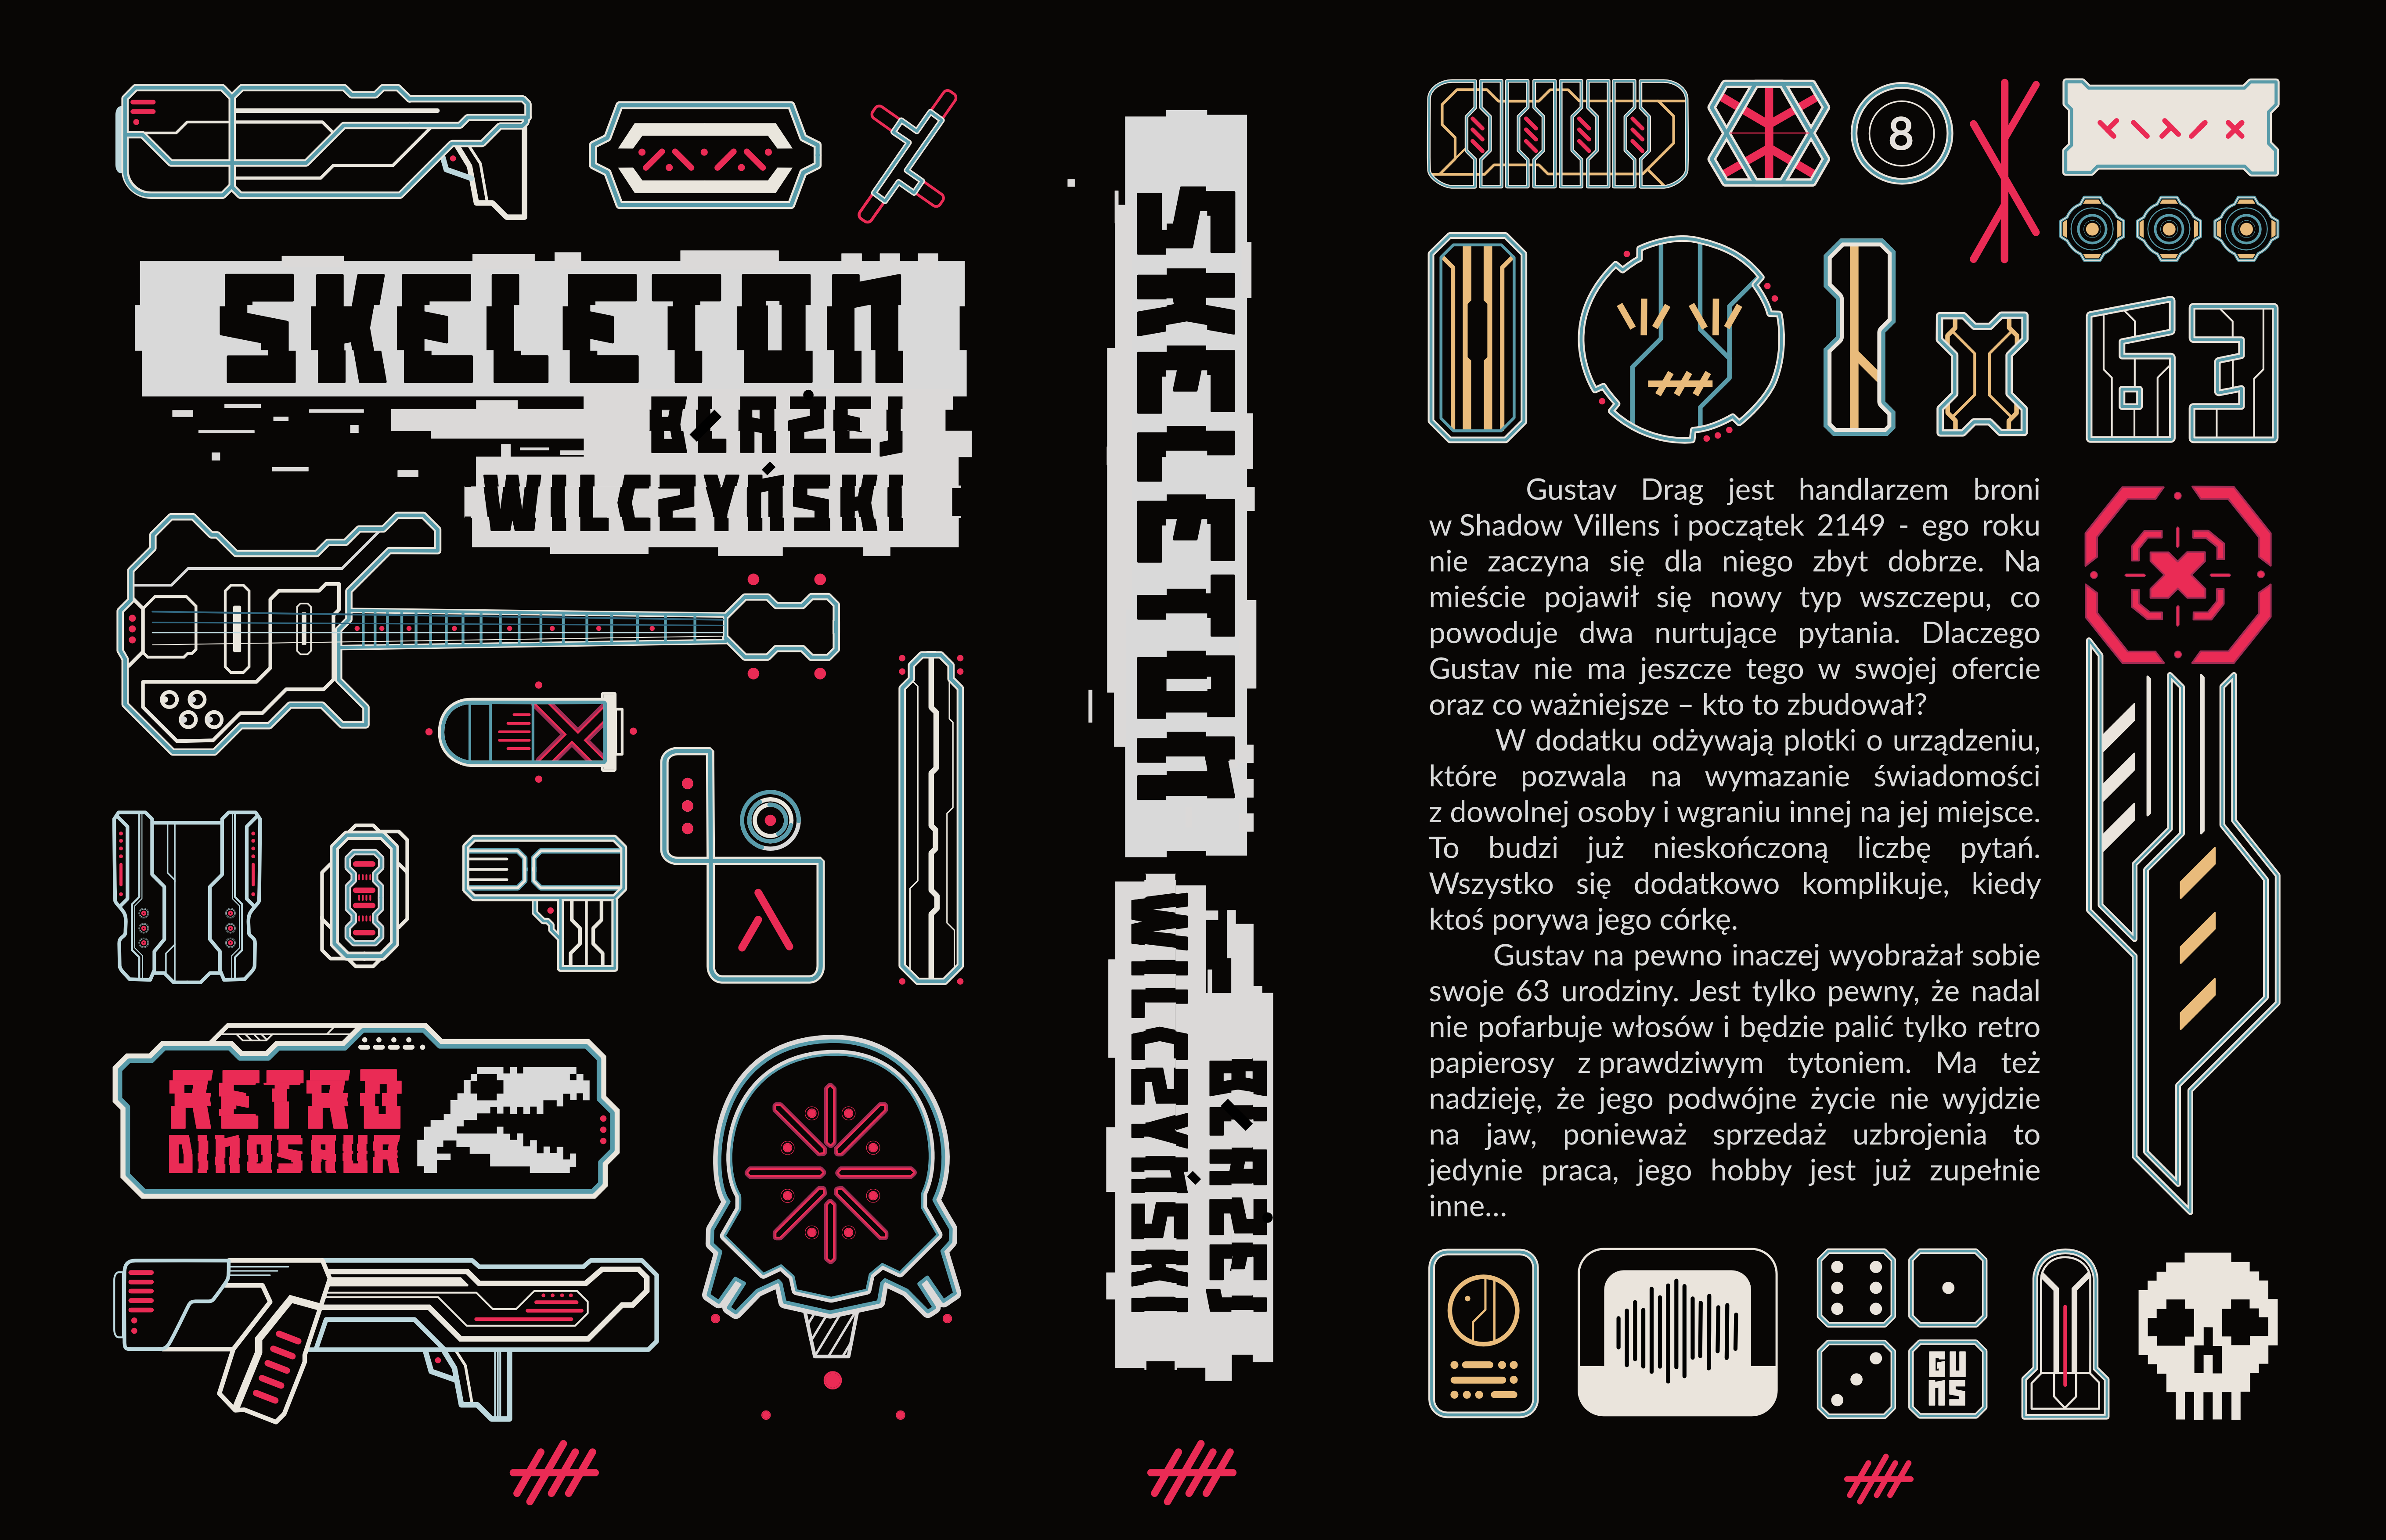 SKELETON
BŁAŻEJ
WILCZYŃSKI
RETRO
DINOSAUR
SKELETON
BŁAŻEJ
WILCZYŃSKI
8
63
Gustav Drag jest handlarzem broni
w Shadow Villens i początek 2149 - ego roku
nie zaczyna się dla niego zbyt dobrze. Na
mieście pojawił się nowy typ wszczepu, co
powoduje dwa nurtujące pytania. Dlaczego
Gustav nie ma jeszcze tego w swojej ofercie
oraz co ważniejsze – kto to zbudował?
W dodatku odżywają plotki o urządzeniu,
które pozwala na wymazanie świadomości
z dowolnej osoby i wgraniu innej na jej miejsce.
To budzi już nieskończoną liczbę pytań.
Wszystko się dodatkowo komplikuje, kiedy
ktoś porywa jego córkę.
Gustav na pewno inaczej wyobrażał sobie
swoje 63 urodziny. Jest tylko pewny, że nadal
nie pofarbuje włosów i będzie palić tylko retro
papierosy z prawdziwym tytoniem. Ma też
nadzieję, że jego podwójne życie nie wyjdzie
na jaw, ponieważ sprzedaż uzbrojenia to
jedynie praca, jego hobby jest już zupełnie
inne...
GU
NS